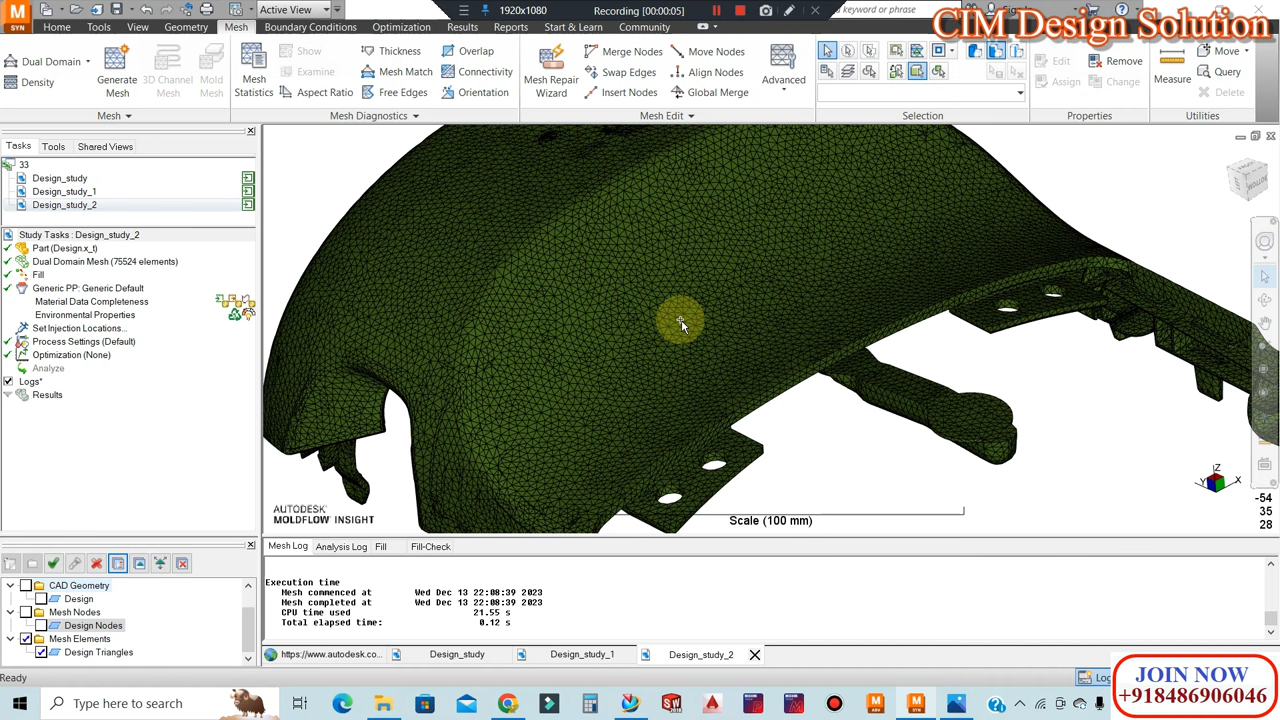 Active View
1920x1080
Recording [00:00:05]
keyword or phrase
CIM Design Solution
SYN
Home
Tools
View
Geometry
Mesh
Boundary Conditions
Optimization
Results
Reports
Start & Learn
Community
Dual Domain
Density
Generate Mesh
3D Channel Mesh
Mold Mesh
Mesh
Mesh Statistics
Show
Examine
Aspect Ratio
Thickness
Mesh Match
Free Edges
Overlap
Connectivity
Orientation
Mesh Diagnostics
Mesh Repair Wizard
Merge Nodes
Swap Edges
Insert Nodes
Move Nodes
Align Nodes
Global Merge
Advanced
Mesh Edit
Selection
Edit
Assign
Remove
Change
Properties
Measure
Move
Query
Delete
Utilities
Tasks
Tools
Shared Views
33
Design_study
Design_study_1
Design_study_2
Study Tasks : Design_study_2
Part (Design.x_t)
Dual Domain Mesh (75524 elements)
Fill
Generic PP: Generic Default
Material Data Completeness
Environmental Properties
Set Injection Locations...
Process Settings (Default)
Optimization (None)
Analyze
Logs*
Results
CAD Geometry
Design
Mesh Nodes
Design Nodes
Mesh Elements
Design Triangles
AUTODESK
MOLDFLOW INSIGHT
Scale (100 mm)
Z
Y
X
-54
35
28
BOTTOM
Mesh Log
Analysis Log
Fill
Fill-Check
Execution time
Mesh commenced at Wed Dec 13 22:08:39 2023
Mesh completed at Wed Dec 13 22:08:39 2023
CPU time used 21.55 s
Total elapsed time: 0.12 s
https://www.autodesk.co...
Design_study
Design_study_1
Design_study_2
Ready
JOIN NOW
+918486906046
Type here to search